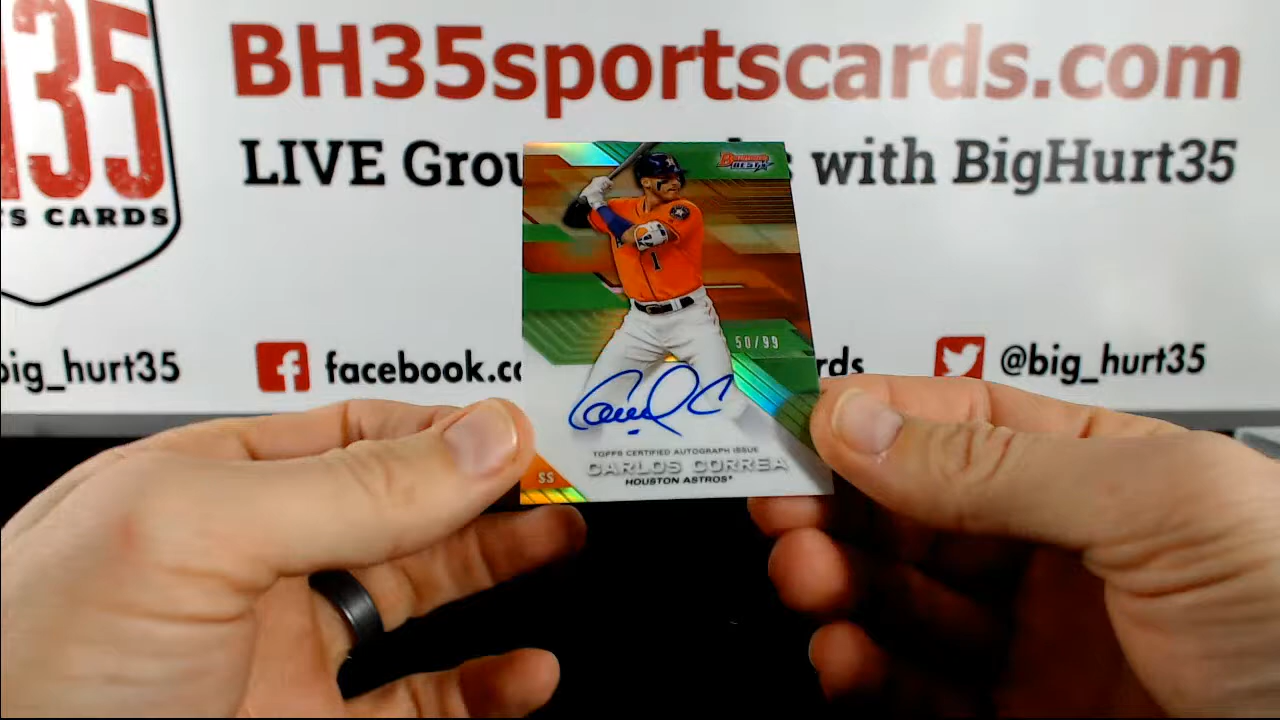 BH35sportscards.com
35
S CARDS
LIVE Grou s with BigHurt35
BOWMAN'S BEST
1
50/99
big_hurt35
facebook.co rds
@big_hurt35
TOPPS CERTIFIED AUTOGRAPH ISSUE
CARLOS CORREA
SS
HOUSTON ASTROS